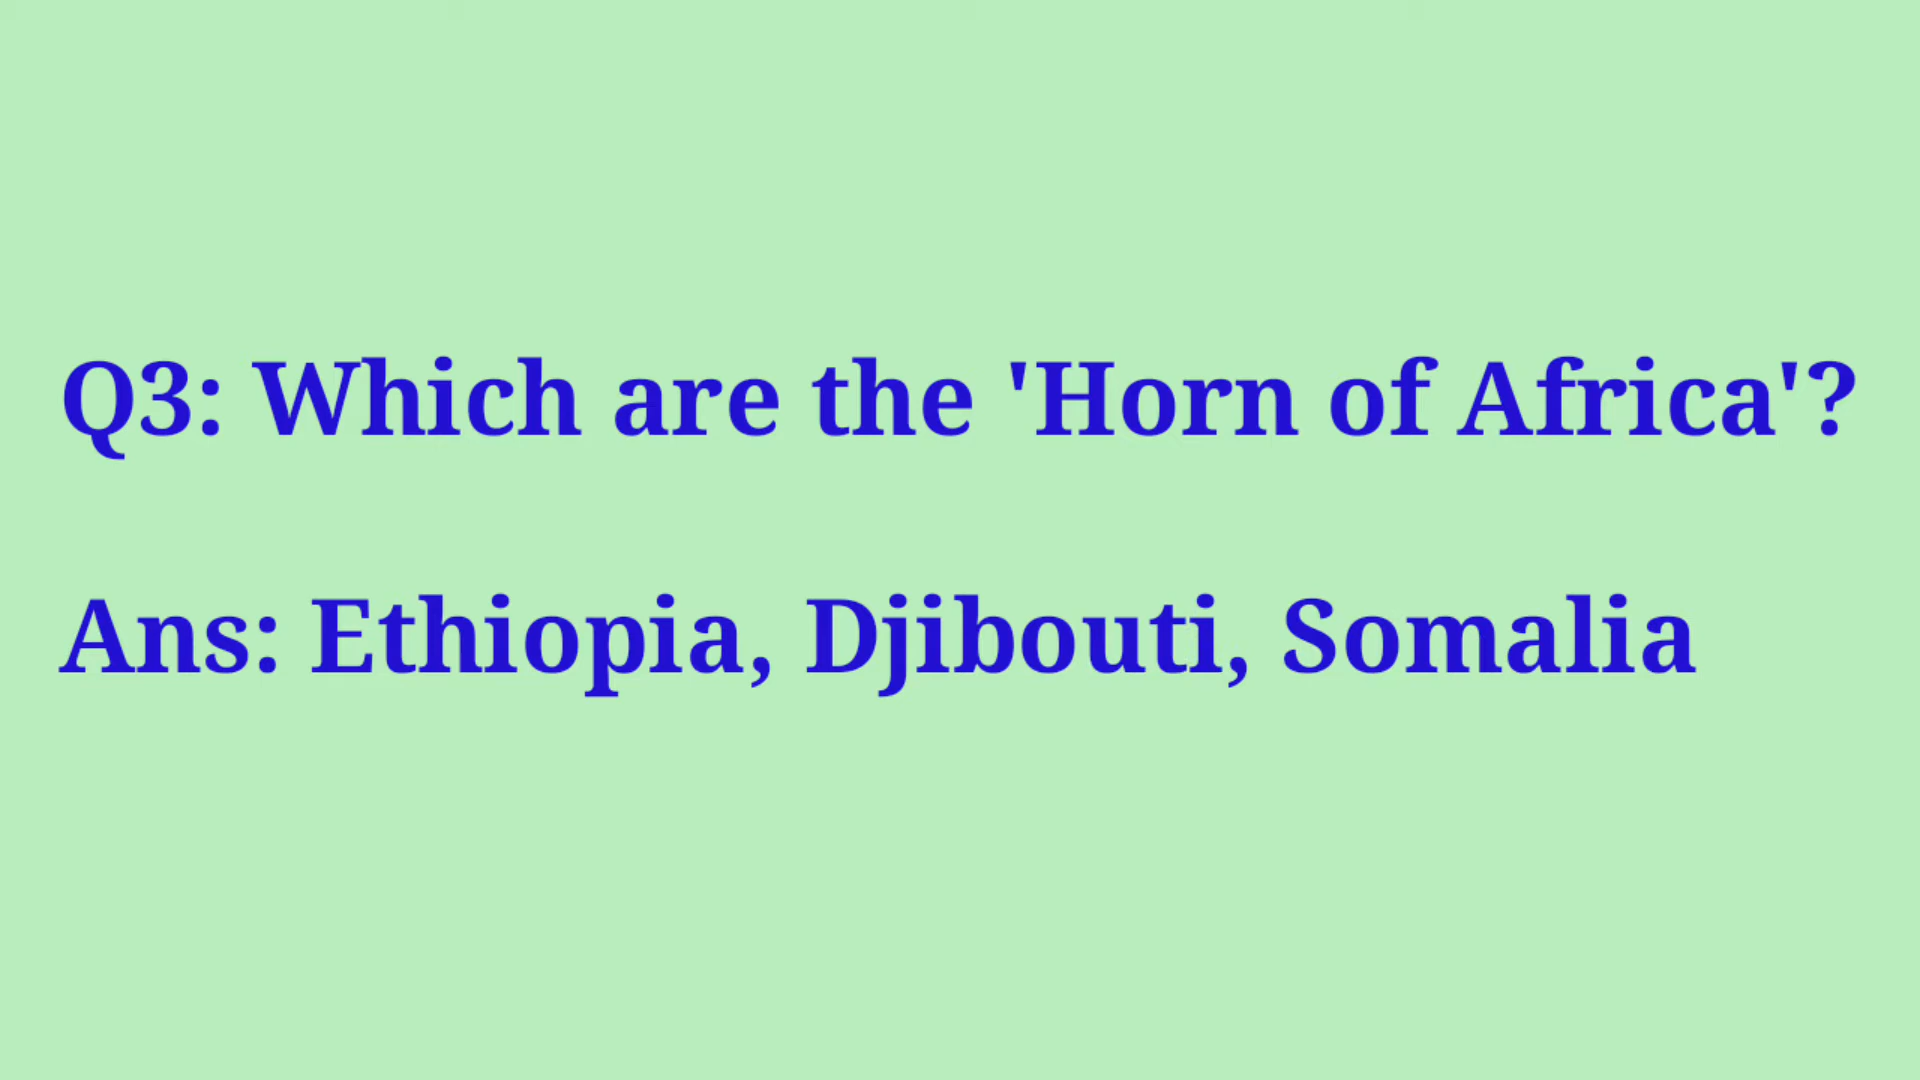 Q3: Which are the 'Horn of Africa'?
Ans: Ethiopia, Djibouti, Somalia